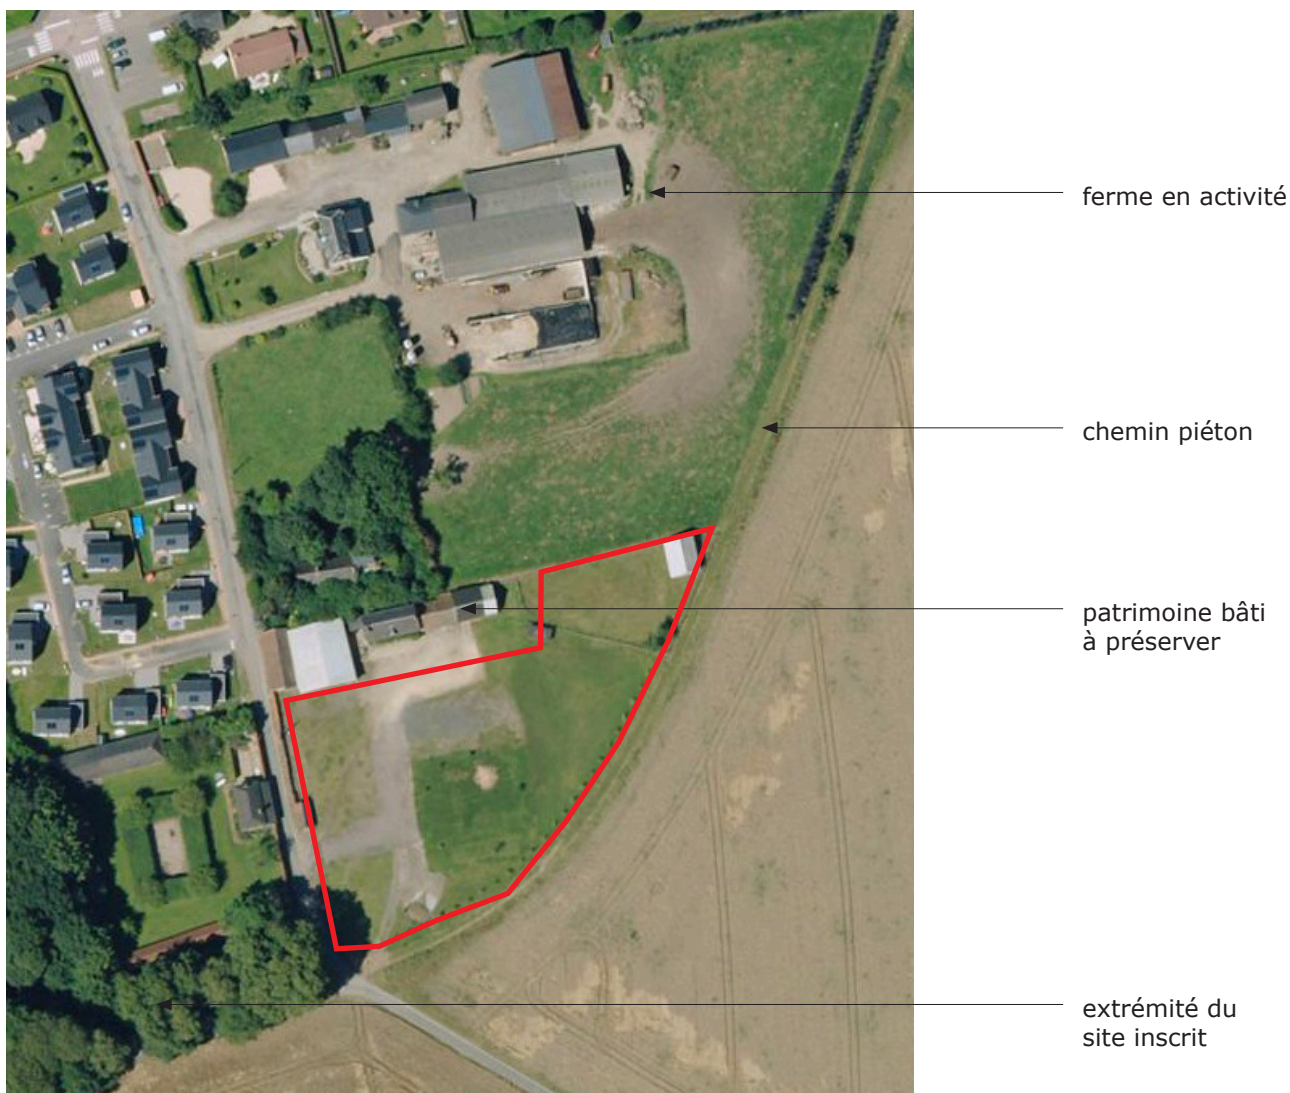 ferme en activité
chemin piéton
patrimoine bâti
à préserver
extrémité du
site inscrit